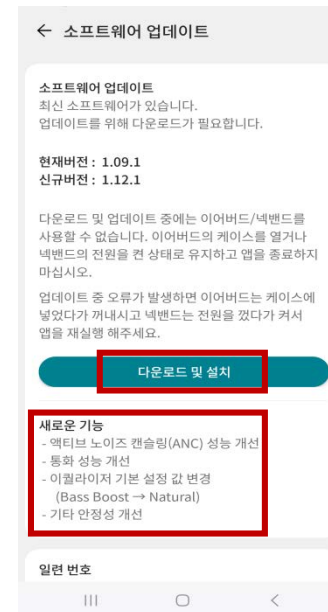 ← 소프트웨어 업데이트
소프트웨어 업데이트
최신 소프트웨어가 있습니다.
업데이트를 위해 다운로드가 필요합니다.
현재버전 : 1.09.1
신규버전 : 1.12.1
다운로드 및 업데이트 중에는 이어버드/넥밴드를
사용할 수 없습니다. 이어버드의 케이스를 열거나
넥밴드의 전원을 켠 상태로 유지하고 앱을 종료하지
마십시오.
업데이트 중 오류가 발생하면 이어버드는 케이스에
넣었다가 꺼내시고 넥밴드는 전원을 껐다가 켜서
앱을 재실행 해주세요.
다운로드 및 설치
새로운 기능
- 액티브 노이즈 캔슬링(ANC) 성능 개선
- 통화 성능 개선
- 이퀄라이저 기본 설정 값 변경
(Bass Boost → Natural)
- 기타 안정성 개선
일련 번호